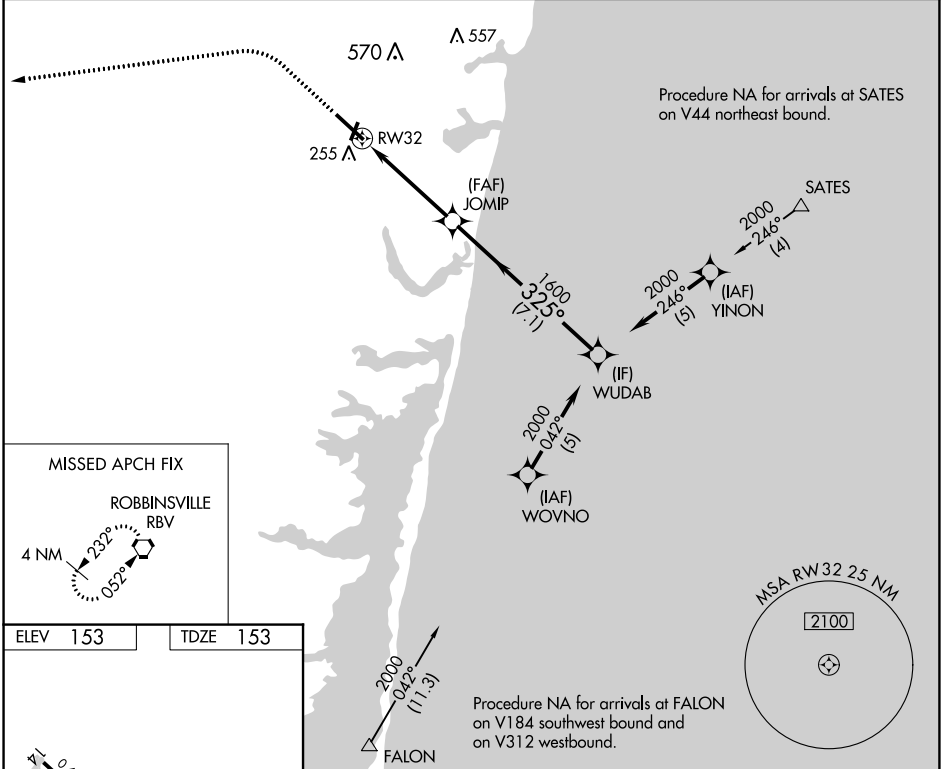 570
557
Procedure NA for arrivals at SATES
on V44 northeast bound.
RW32
255
(FAF)
JOMIP
SATES
2000
246°
(4)
2000
246°
(5)
(IAF)
YINON
1600
325°
(7.1)
(IF)
WUDAB
2000
042°
(5)
(IAF)
WOVNO
MISSED APCH FIX
ROBBINSVILLE
RBV
4 NM
232°
052°
MSA RW32 25 NM
2100
ELEV 153
TDZE 153
2000
042°
(11.3)
FALON
Procedure NA for arrivals at FALON
on V184 southwest bound and
on V312 westbound.
14